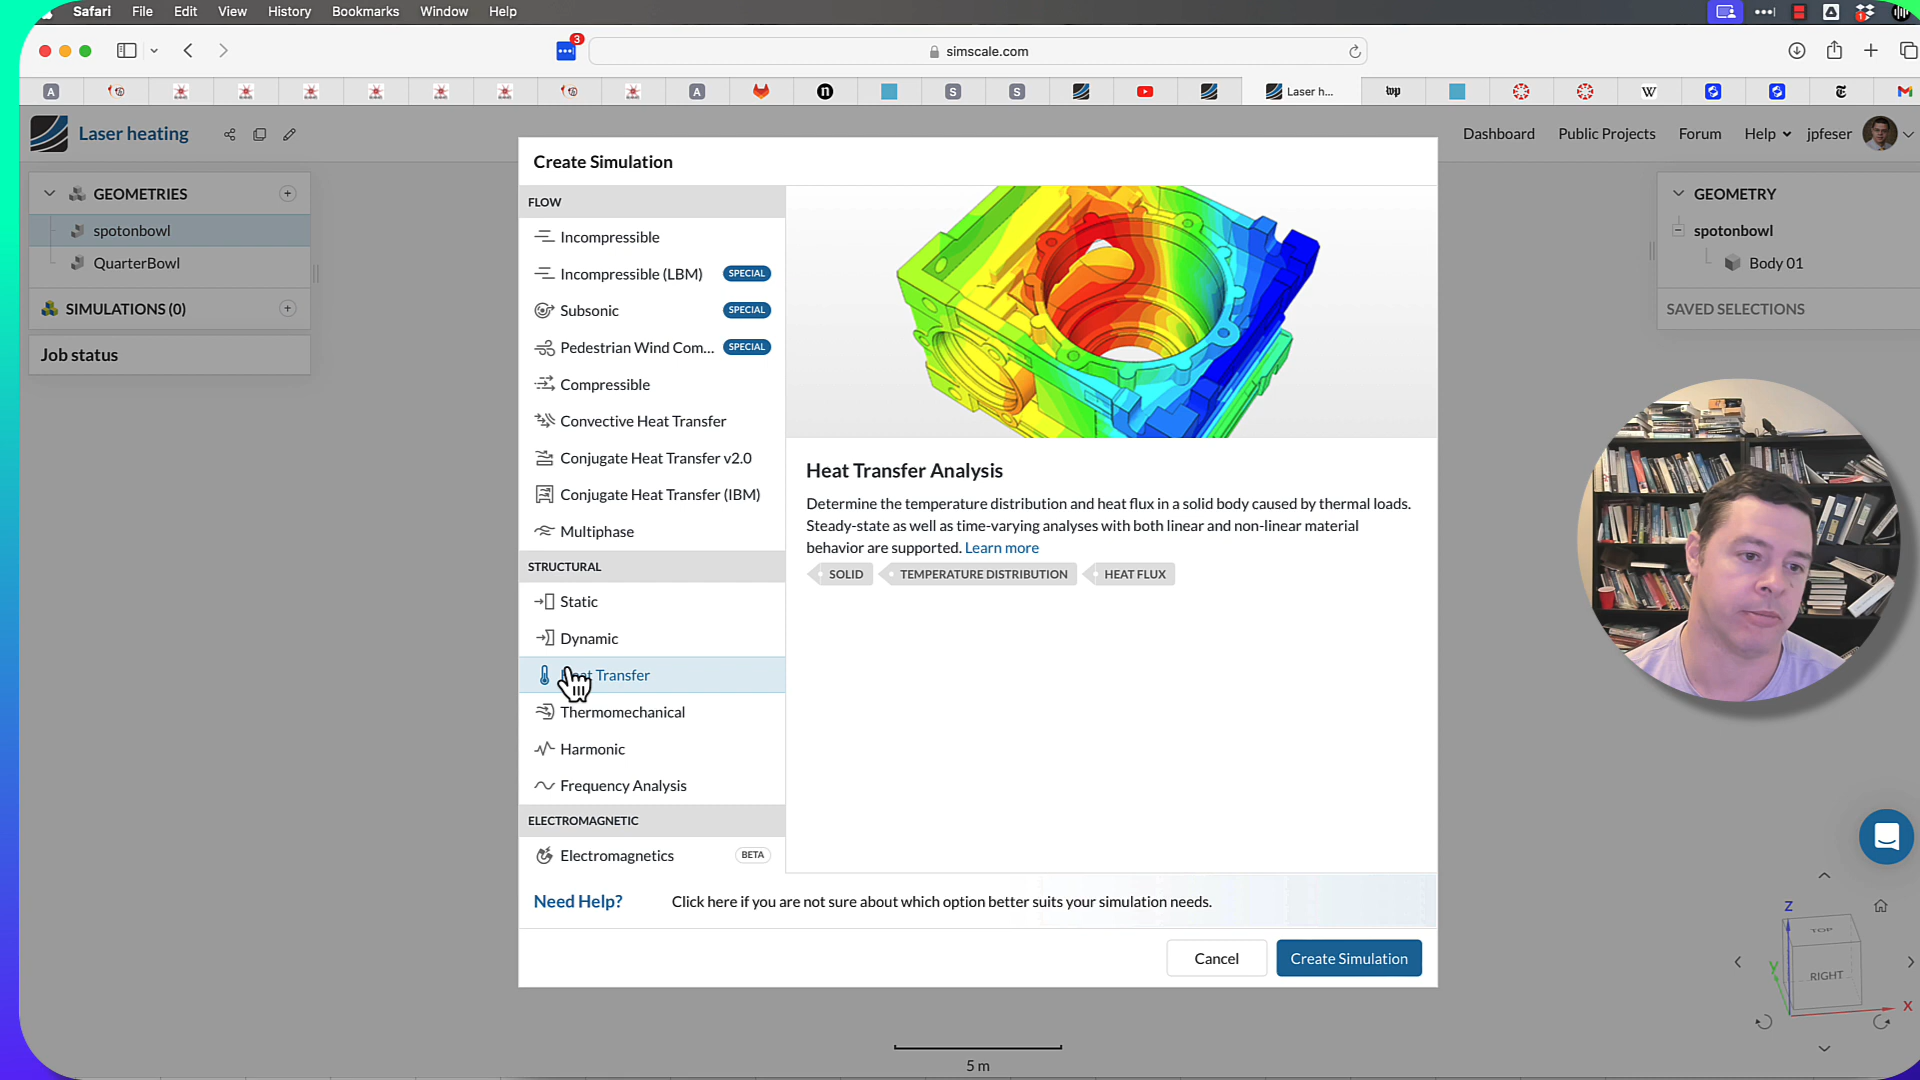 Safari File Edit View History Bookmarks Window Help
3
simscale.com
Laser h...
Laser heating
Dashboard Public Projects Forum Help jpfeser
GEOMETRIES
spotonbowl
QuarterBowl
SIMULATIONS (0)
Job status
Create Simulation
FLOW
Incompressible
Incompressible (LBM) SPECIAL
Subsonic SPECIAL
Pedestrian Wind Com... SPECIAL
Compressible
Convective Heat Transfer
Conjugate Heat Transfer v2.0
Conjugate Heat Transfer (IBM)
Multiphase
STRUCTURAL
Static
Dynamic
Transfer
Thermomechanical
Harmonic
Frequency Analysis
ELECTROMAGNETIC
Electromagnetics BETA
Heat Transfer Analysis
Determine the temperature distribution and heat flux in a solid body caused by thermal loads.
Steady-state as well as time-varying analyses with both linear and non-linear material
behavior are supported. Learn more
SOLID TEMPERATURE DISTRIBUTION HEAT FLUX
Need Help? Click here if you are not sure about which option better suits your simulation needs.
Cancel Create Simulation
GEOMETRY
spotonbowl
Body 01
SAVED SELECTIONS
Z
TOP
Y
RIGHT
X
5 m